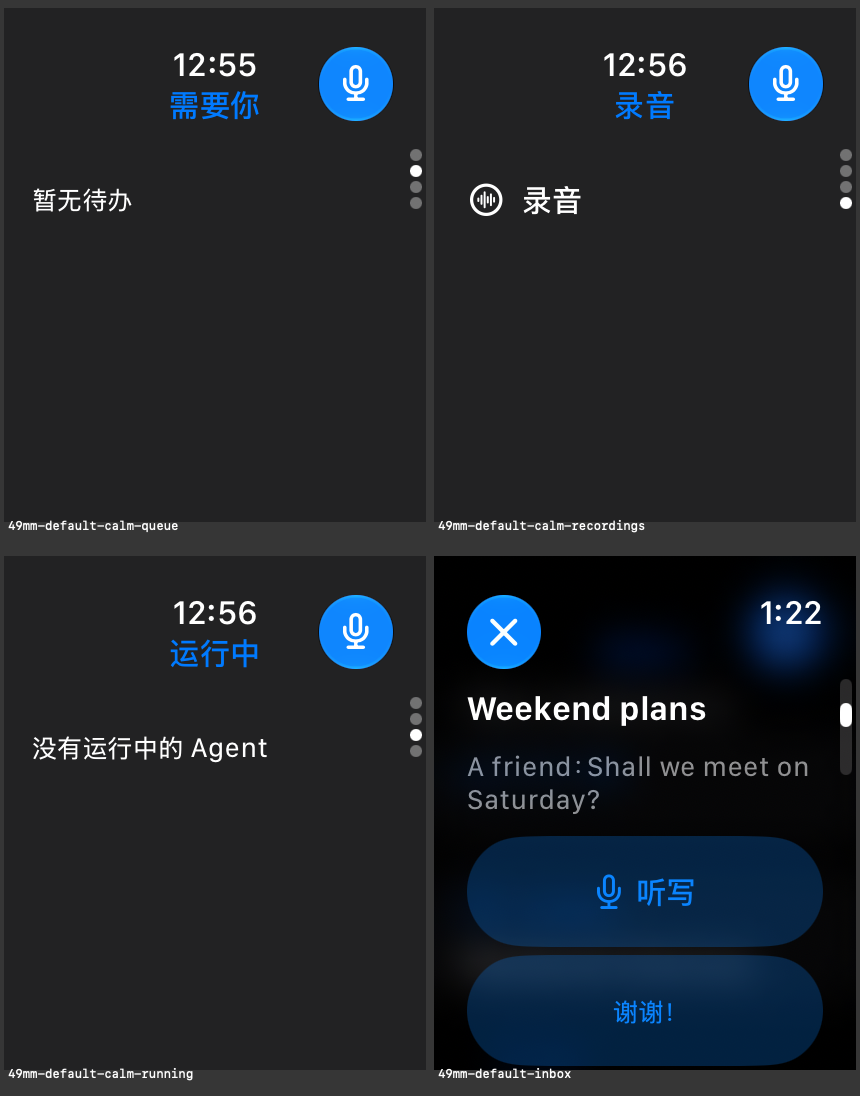 12:55
需要你
暂无待办
49mm-default-calm-queue
12:56
录音
录音
49mm-default-calm-recordings
12:56
运行中
没有运行中的 Agent
49mm-default-calm-running
1:22
Weekend plans
A friend: Shall we meet on
Saturday?
听写
谢谢!
49mm-default-inbox